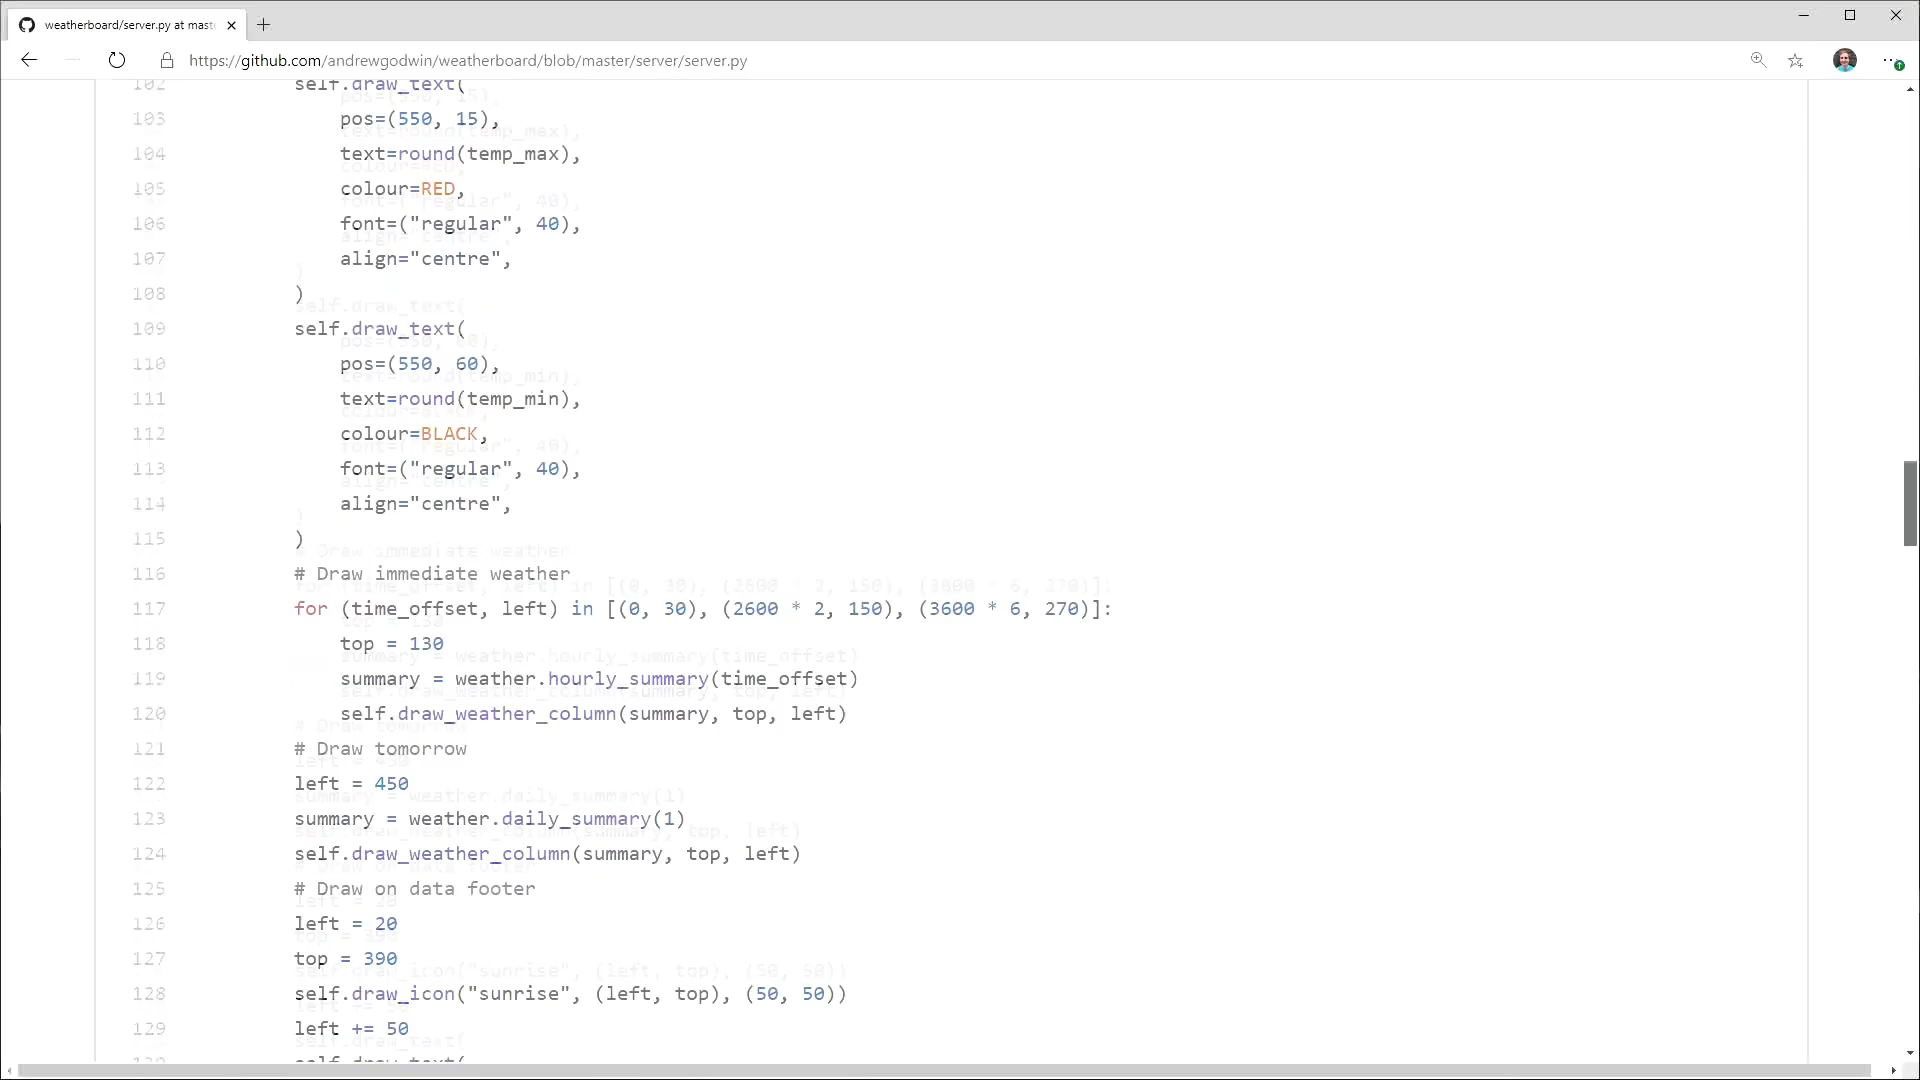 weatherboard/server.py at mast
https://github.com/andrewgodwin/weatherboard/blob/master/server/server.py
102 self.draw_text(
103 pos=(550, 15),
104 text=round(temp_max),
105 colour=RED,
106 font=("regular", 40),
107 align="centre",
108 )
109 self.draw_text(
110 pos=(550, 60),
111 text=round(temp_min),
112 colour=BLACK,
113 font=("regular", 40),
114 align="centre",
115 )
116 # Draw immediate weather
117 for (time_offset, left) in [(0, 30), (2600 * 2, 150), (3600 * 6, 270)]:
118 top = 130
119 summary = weather.hourly_summary(time_offset)
120 self.draw_weather_column(summary, top, left)
121 # Draw tomorrow
122 left = 450
123 summary = weather.daily_summary(1)
124 self.draw_weather_column(summary, top, left)
125 # Draw on data footer
126 left = 20
127 top = 390
128 self.draw_icon("sunrise", (left, top), (50, 50))
129 left += 50
130 self.draw_text(